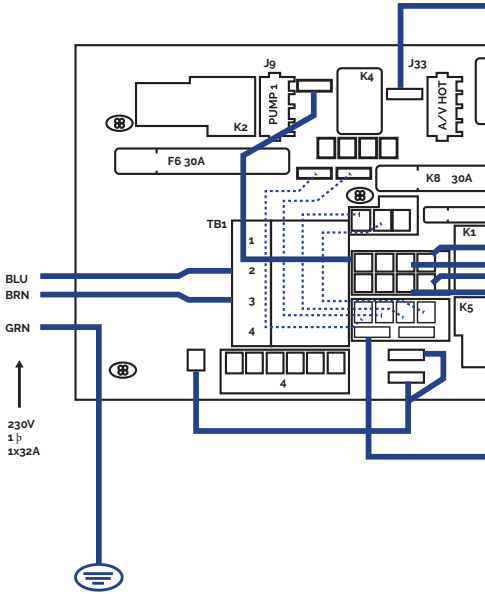 J9
J33
PUMP 1
K4
A/V HOT
K2
F6 30A
K8 30A
TB1
1
K1
2
BLU
BRN
3
K5
GRN
4
4
230V
1 þ
1x32A